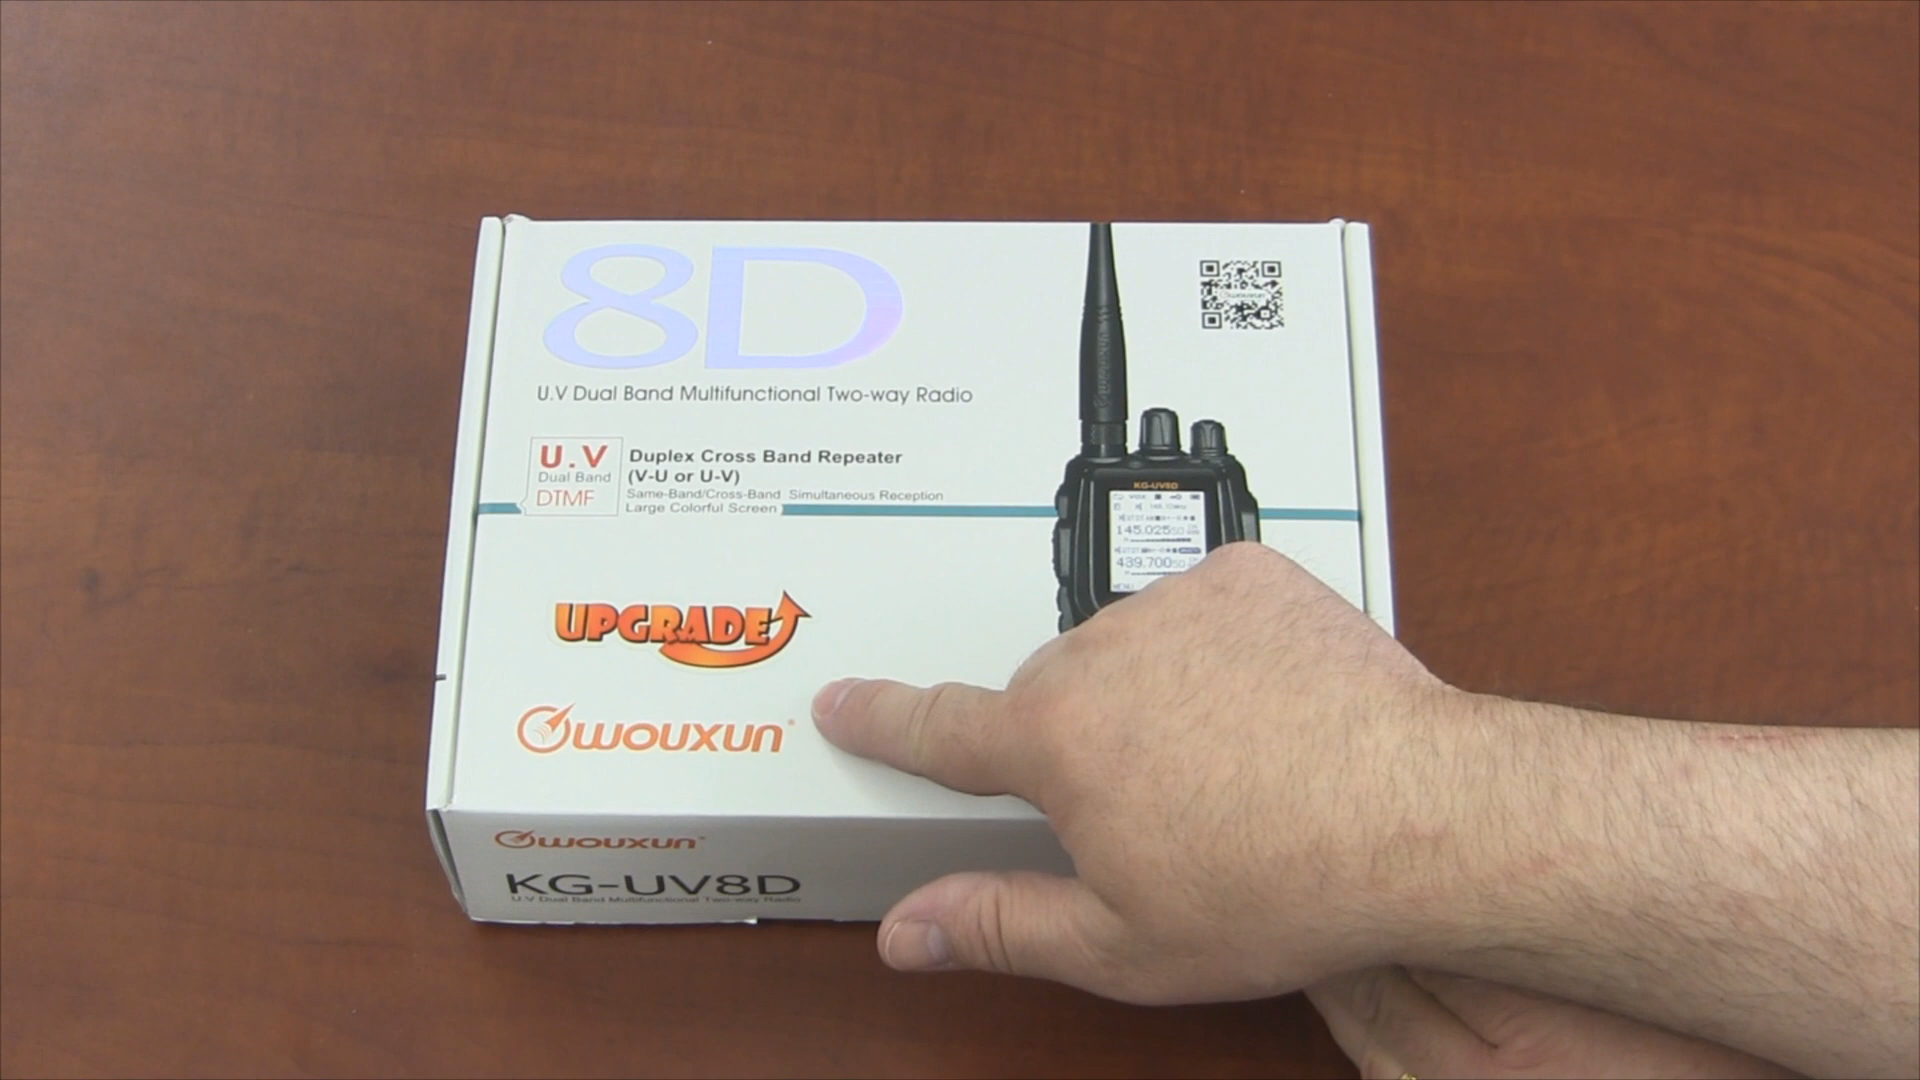 8D
U.V Dual Band Multifunctional Two-way Radio
U.V
Dual Band
DTMF
Duplex Cross Band Repeater
(V-U or U-V)
Same-Band/Cross-Band Simultaneous Reception
Large Colorful Screen
KG-UV8D
145.02550
439.70050
UPGRADE
wouxun®
wouxun
KG-UV8D
U.V Dual Band Multifunctional Two-way Radio